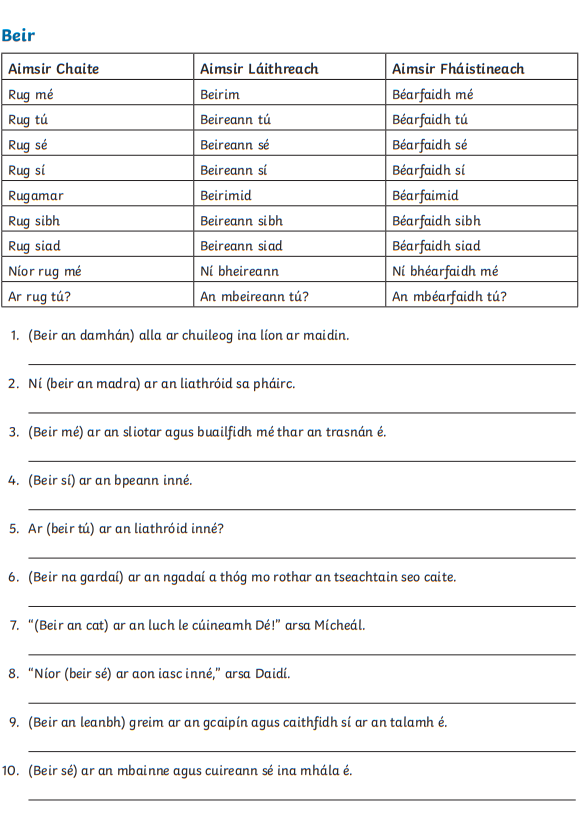 Beir
Aimsir Chaite Aimsir Láithreach Aimsir Fháistineach
Rug mé Beirim Béarfaidh mé
Rug tú Beireann tú Béarfaidh tú
Rug sé Beireann sé Béarfaidh sé
Rug sí Beireann sí Béarfaidh sí
Rugamar Beirimid Béarfaimid
Rug sibh Beireann sibh Béarfaidh sibh
Rug siad Beireann siad Béarfaidh siad
Níor rug mé Ní bheireann Ní bhéarfaidh mé
Ar rug tú? An mbeireann tú? An mbéarfaidh tú?
1. (Beir an damhán) alla ar chuileog ina líon ar maidin.
2. Ní (beir an madra) ar an liathróid sa pháirc.
3. (Beir mé) ar an sliotar agus buailfidh mé thar an trasnán é.
4. (Beir sí) ar an bpeann inné.
5. Ar (beir tú) ar an liathróid inné?
6. (Beir na gardaí) ar an ngadaí a thóg mo rothar an tseachtain seo caite.
7. “(Beir an cat) ar an luch le cúineamh Dé!” arsa Mícheál.
8. “Níor (beir sé) ar aon iasc inné,” arsa Daidí.
9. (Beir an leanbh) greim ar an gcaipín agus caithfidh sí ar an talamh é.
10. (Beir sé) ar an mbainne agus cuireann sé ina mhála é.